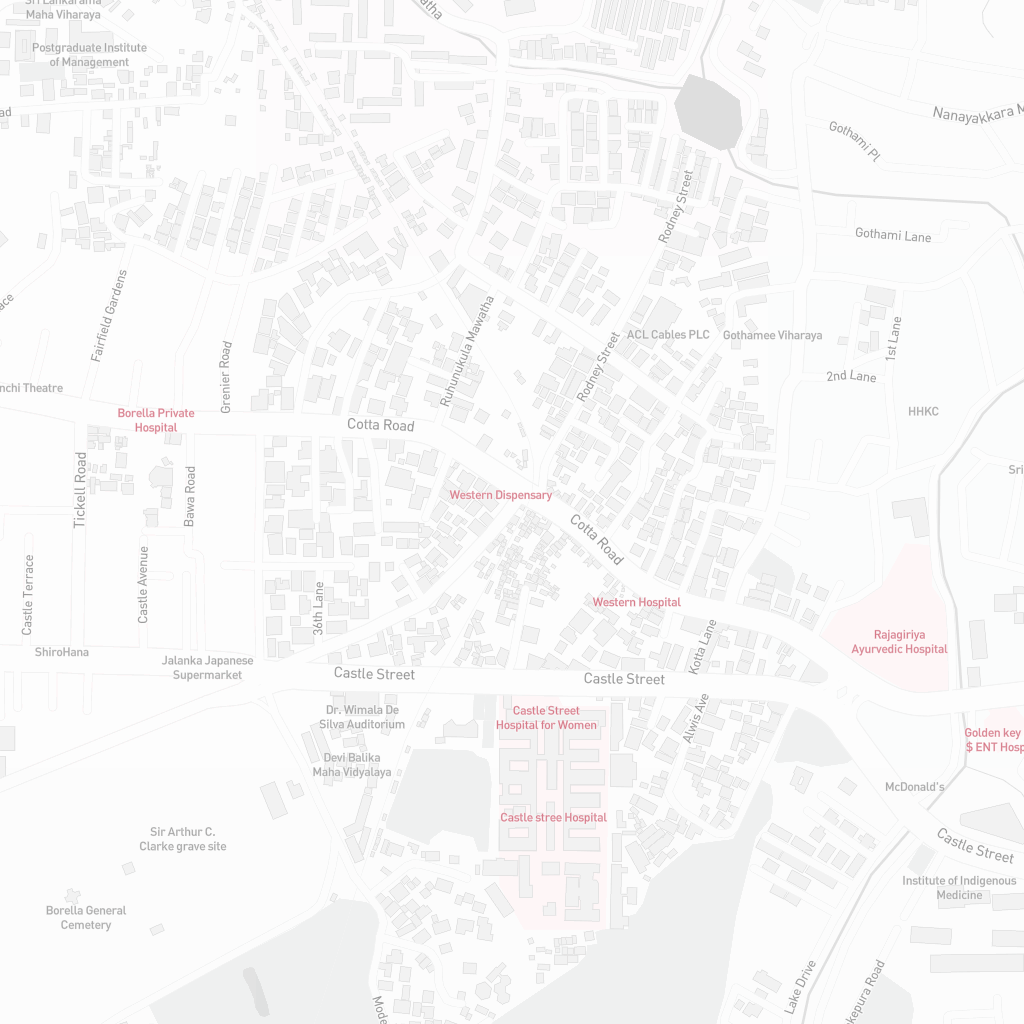 Maha Viharaya
Postgraduate Institute
of Management
Nanayakkara
Gothami Pl
Rodney Street
Gothami Lane
Fairfield Gardens
Ruhunukula Mawatha
ACL Cables PLC
Gothamee Viharaya
1st Lane
Rodney Street
Grenier Road
2nd Lane
Borella Private
Hospital
Cotta Road
HHKC
Tickell Road
Bawa Road
Western Dispensary
Cotta Road
Castle Terrace
Castle Avenue
36th Lane
Western Hospital
Rajagiriya
Ayurvedic Hospital
Kotta Lane
ShiroHana
Jalanka Japanese
Supermarket
Castle Street
Castle Street
Dr. Wimala De
Silva Auditorium
Castle Street
Hospital for Women
Alwis Ave
Golden key
$ ENT
Devi Balika
Maha Vidyalaya
McDonald's
Castle stree Hospital
Sir Arthur C.
Clarke grave site
Castle Street
Institute of Indigenous
Medicine
Borella General
Cemetery
Lake Drive
Road